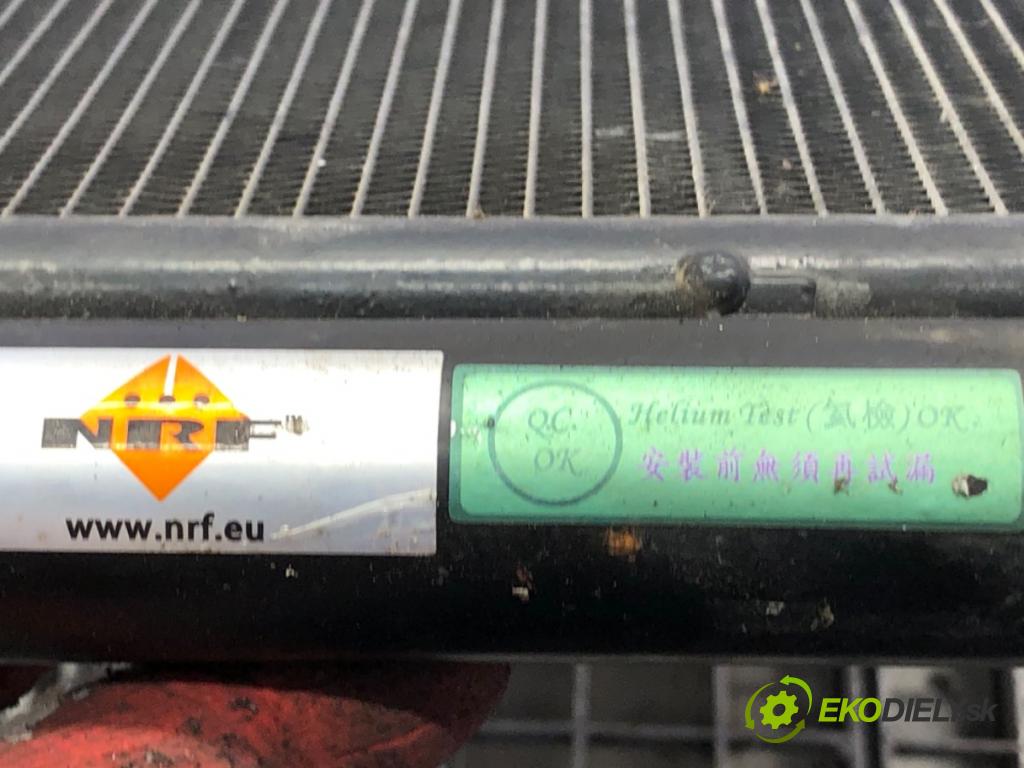 NRF™
www.nrf.eu
Q.C.
OK
Helium Test (氦檢) OK.
安裝前無須再試漏
EKODIELY.sk